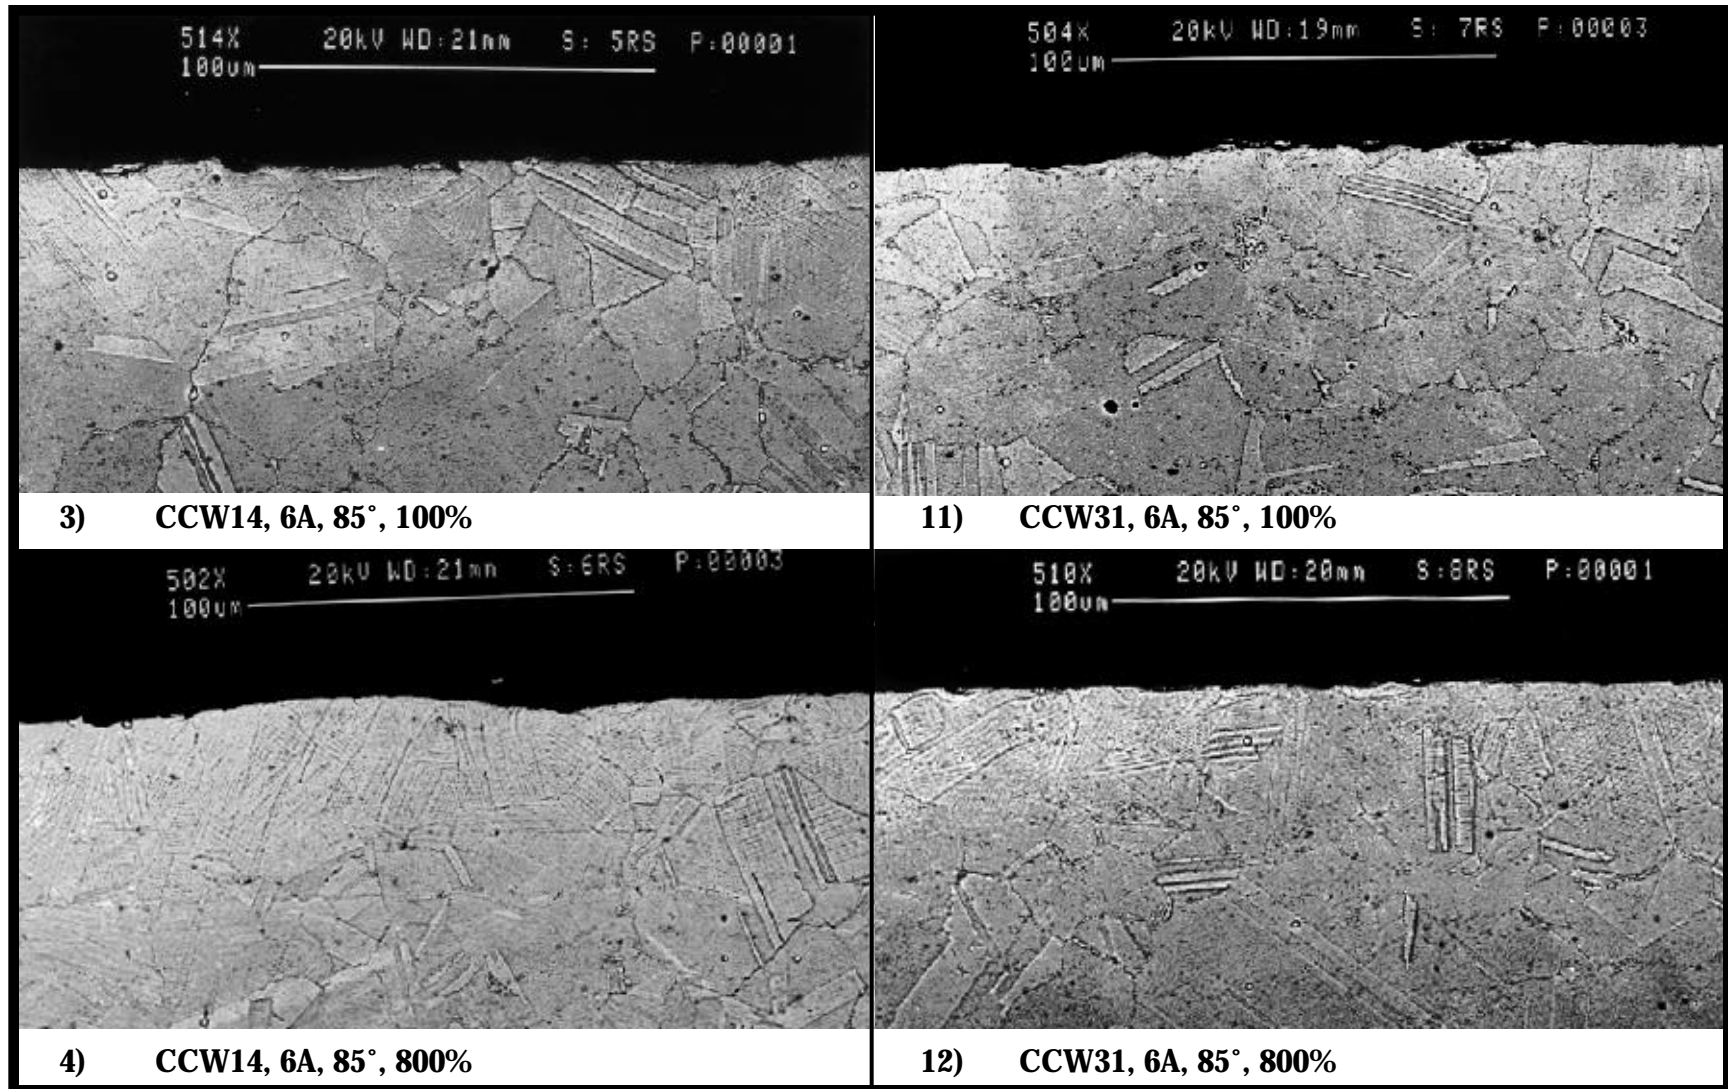 514X 20kV WD:21mm S: 5RS P:00001
100um
3) CCW14, 6A, 85°, 100%
504X 20kV WD:19mm S: 7RS P:00003
100um
11) CCW31, 6A, 85°, 100%
502X 20kV WD:21mm S:6RS P:00003
100um
4) CCW14, 6A, 85°, 800%
510X 20kV WD:20mm S:8RS P:00001
100um
12) CCW31, 6A, 85°, 800%